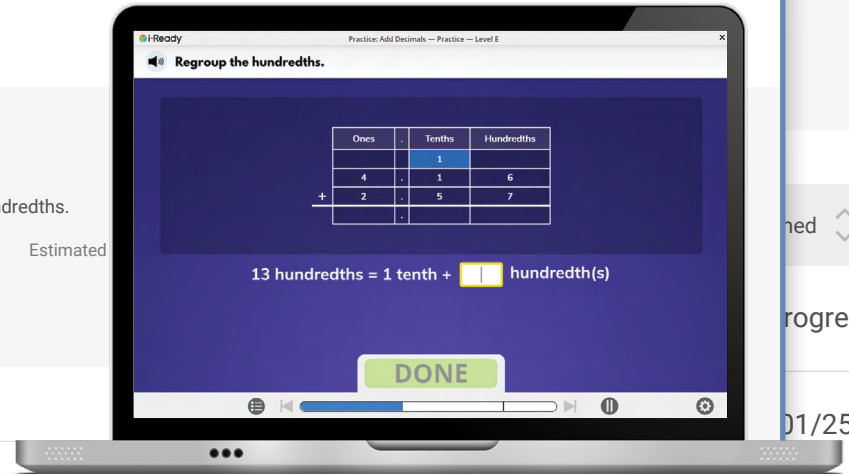 i-Ready
Practice: Add Decimals — Practice — Level E
×
Regroup the hundredths.
Ones . Tenths Hundredths
1
4 . 1 6
+ 2 . 5 7
.
dredths.
Estimated
ned
13 hundredths = 1 tenth + hundredth(s)
rogre
DONE
01/25